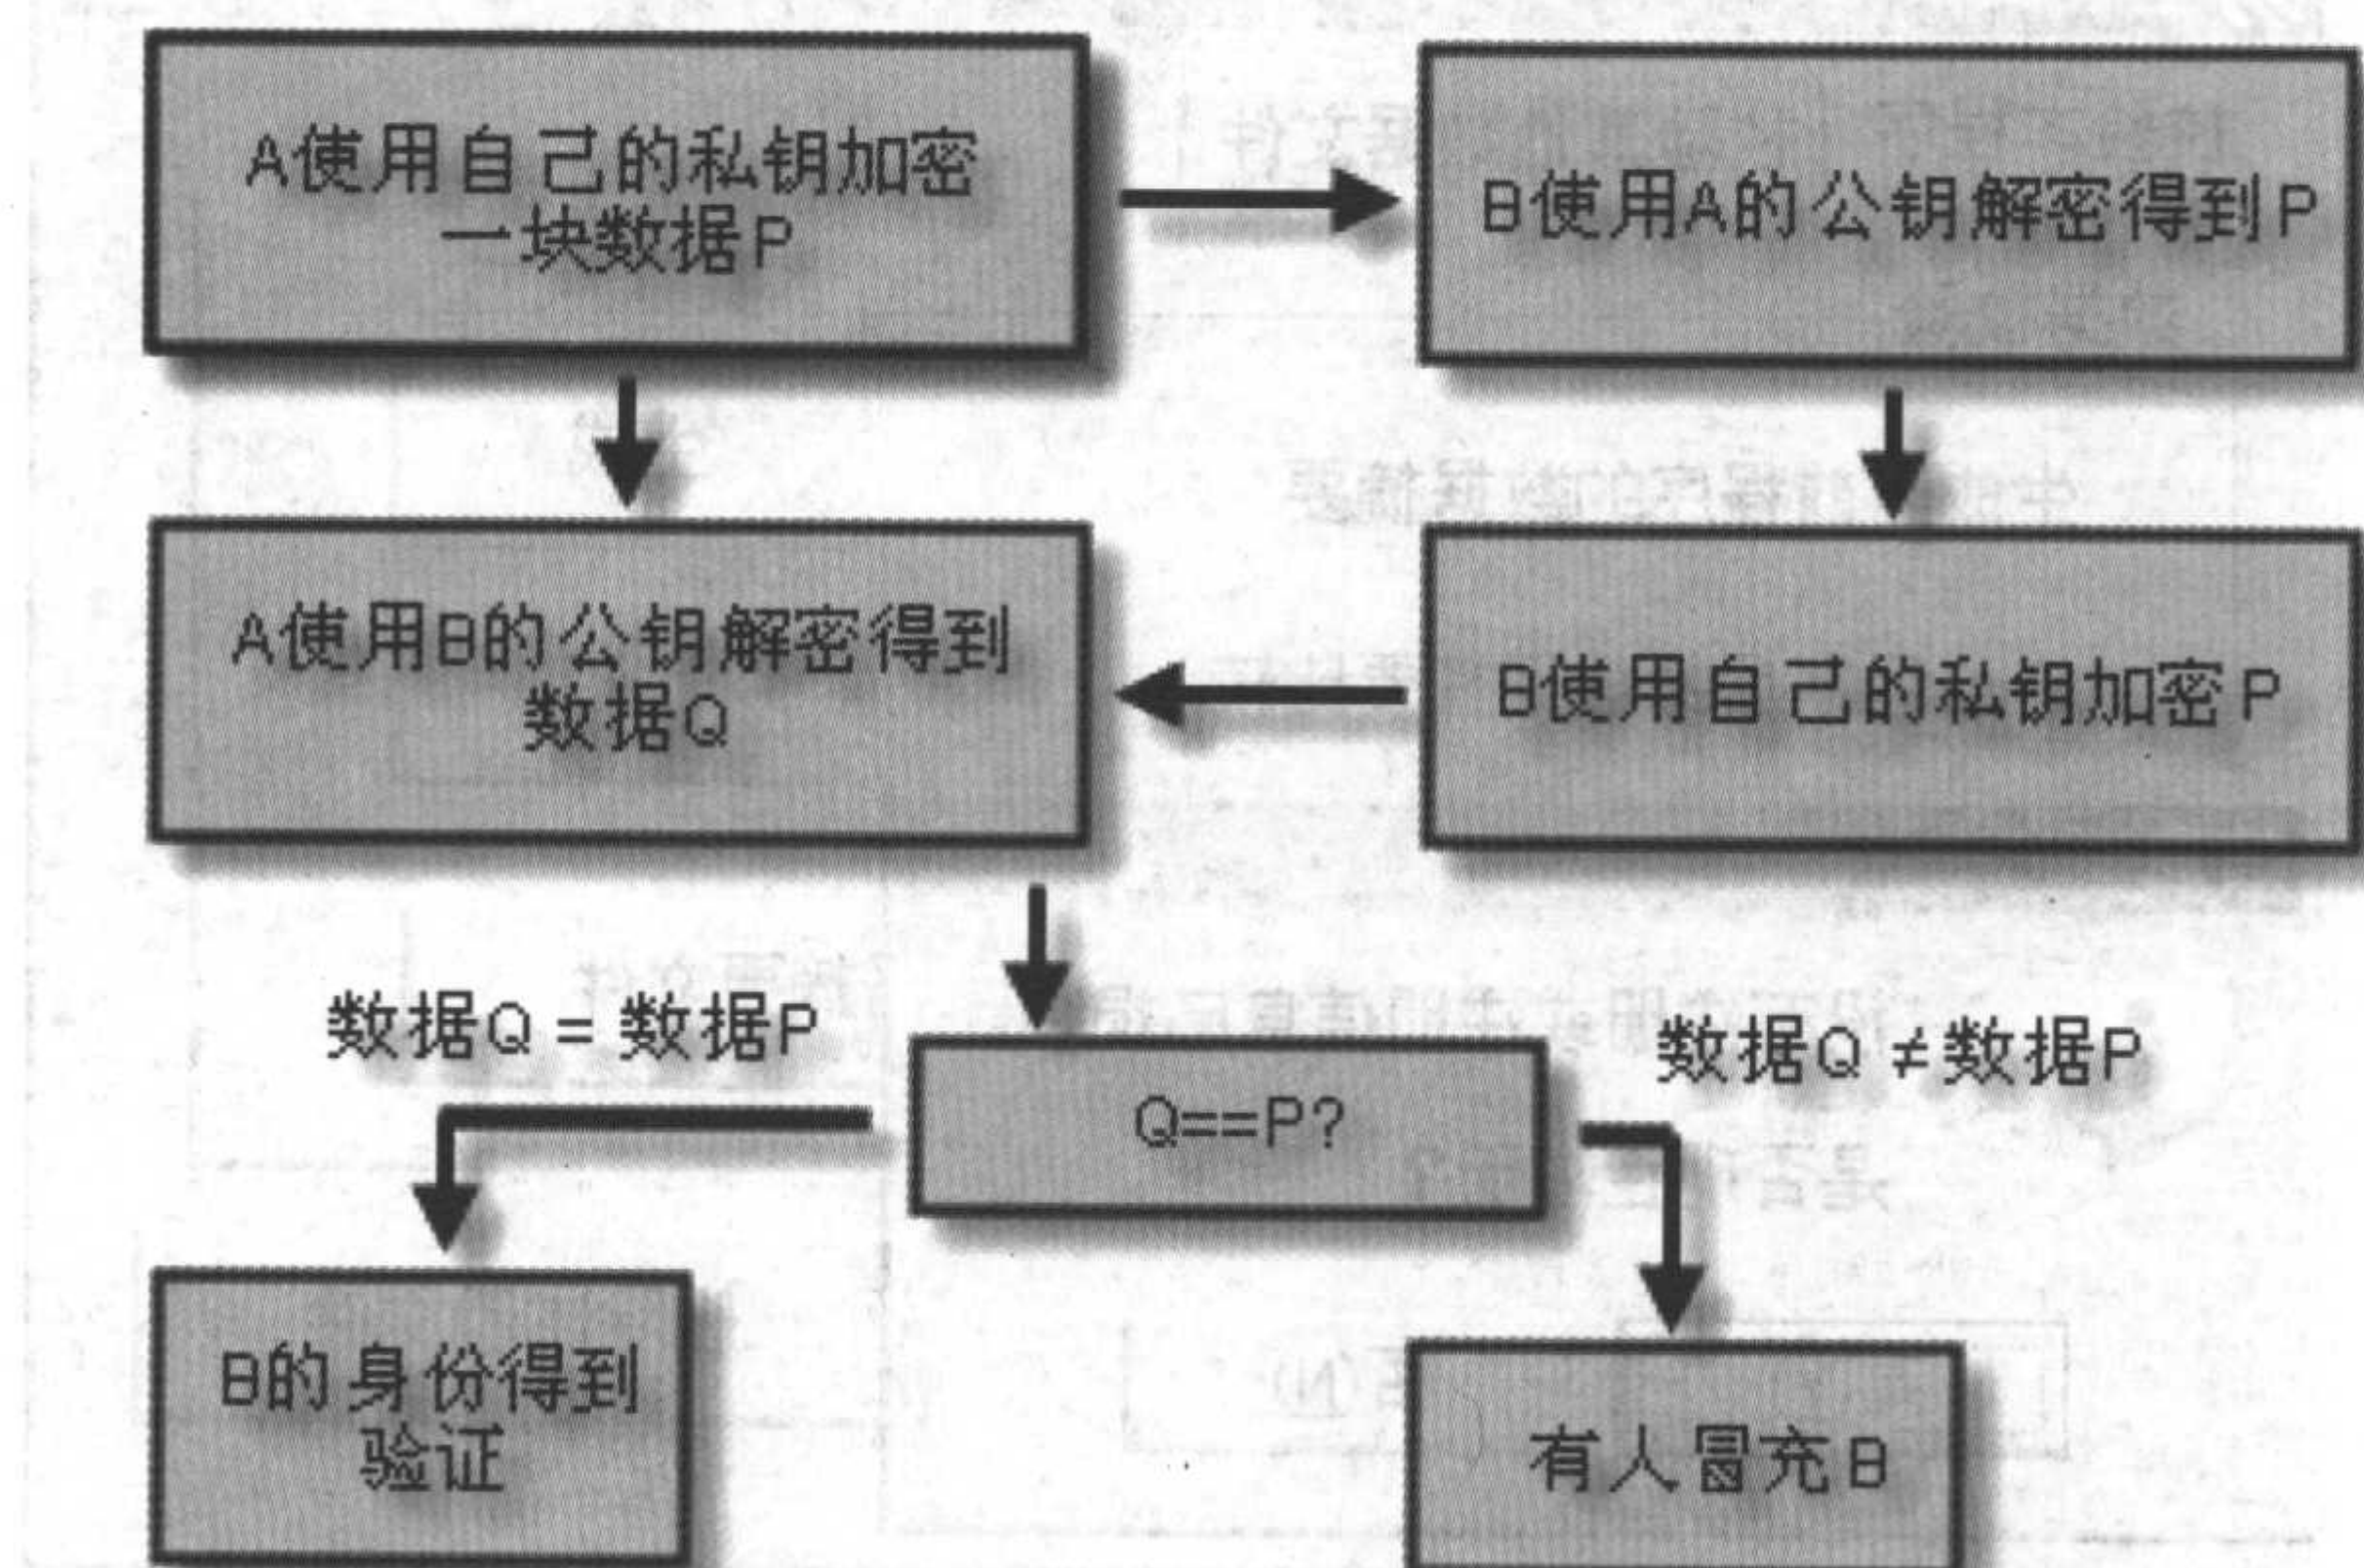 A使用自己的私钥加密
一块数据P
B使用A的公钥解密得到P
A使用B的公钥解密得到
数据Q
B使用自己的私钥加密P
数据Q = 数据P
Q==P?
数据Q ≠数据P
B的身份得到
验证
有人冒充B